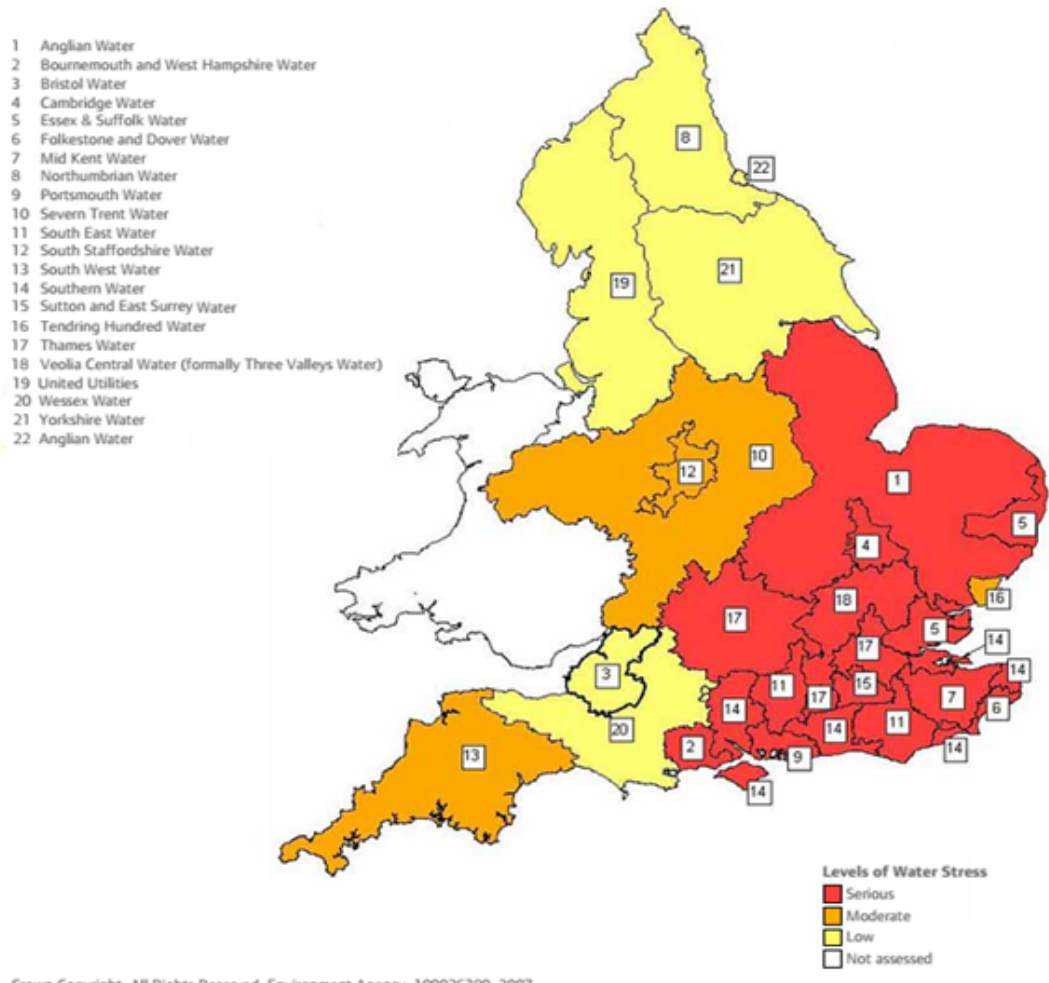 1 Anglian Water
2 Bournemouth and West Hampshire Water
3 Bristol Water
4 Cambridge Water
5 Essex & Suffolk Water
6 Folkestone and Dover Water
7 Mid Kent Water
8 Northumbrian Water
9 Portsmouth Water
10 Severn Trent Water
11 South East Water
12 South Staffordshire Water
13 South West Water
14 Southern Water
15 Sutton and East Surrey Water
16 Tendring Hundred Water
17 Thames Water
18 Veolia Central Water (formally Three Valleys Water)
19 United Utilities
20 Wessex Water
21 Yorkshire Water
22 Anglian Water
8
22
21
19
10
12
1
5
4
16
18
17
5
14
17
14
3
11
15
7
6
17
14
11
14
20
2
13
9
14
14
Levels of Water Stress
Serious
Moderate
Low
Not assessed